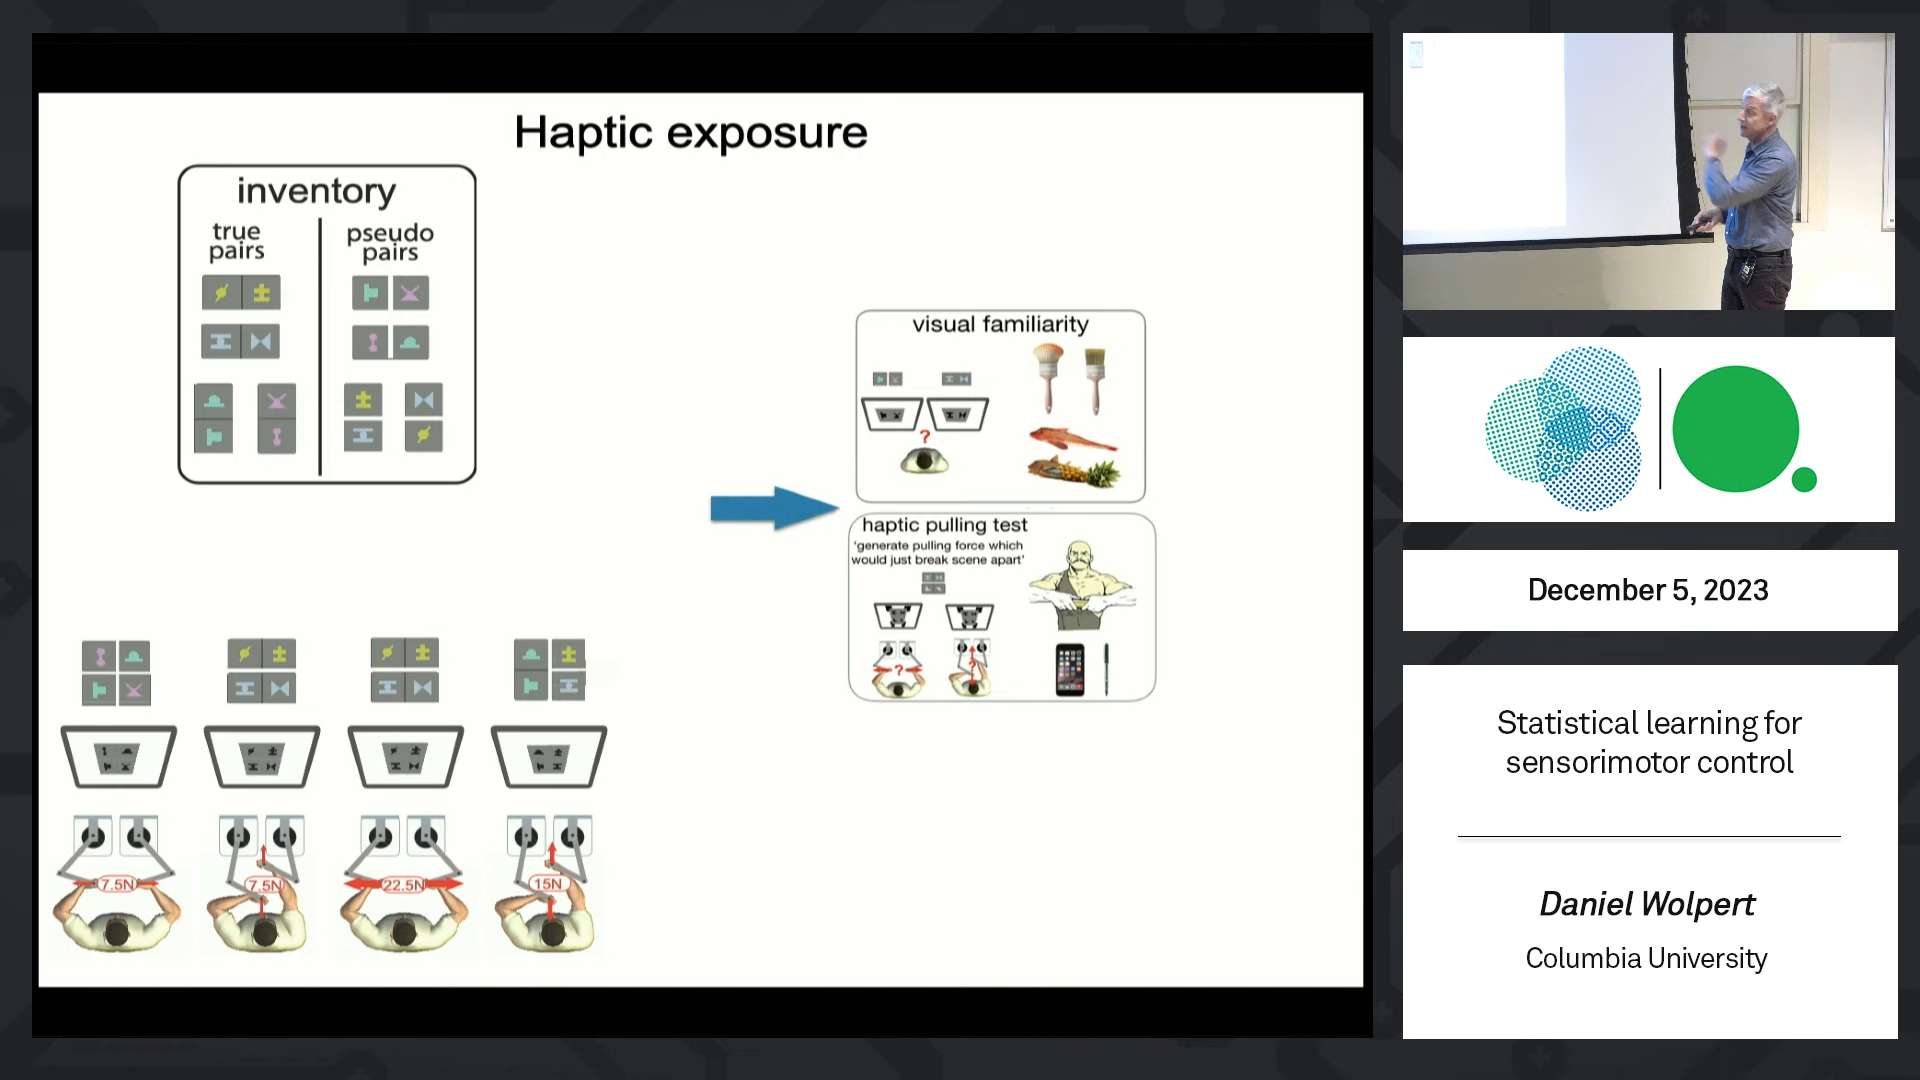 Haptic exposure
inventory
true
pairs
pseudo
pairs
visual familiarity
?
haptic pulling test
'generate pulling force which
would just break scene apart'
?
?
7.5N
7.5N
22.5N
15N
December 5, 2023
Statistical learning for
sensorimotor control
Daniel Wolpert
Columbia University